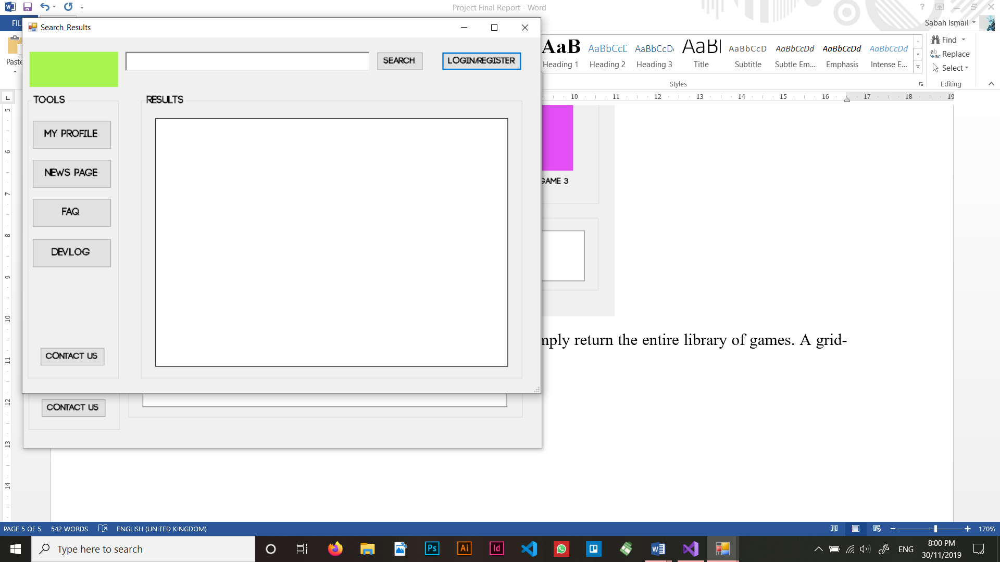 Project Final Report - Word
FIL
Sabah Ismail
Search_Results
SEARCH
LOGIN/REGISTER
TOOLS
MY PROFILE
NEWS PAGE
FAQ
DEVLOG
CONTACT US
RESULTS
CONTACT US
Paste
AaB
AaBbCcD
AaBbCcDd
AaBbCcDd
AaBbCcDd
Heading 1
Heading 2
Heading 3
Title
Subtitle
Subtle Em...
Emphasis
Intense E...
Styles
Find
Replace
Select
Editing
10 11 12 13 14 15 16 17 18 19
5
6
7
8
9
10
11
12
13
14
GAME 3
mply return the entire library of games. A grid-
PAGE 5 OF 5 542 WORDS ENGLISH (UNITED KINGDOM)
170%
Type here to search
Ps
Ai
Id
ENG
8:00 PM
30/11/2019